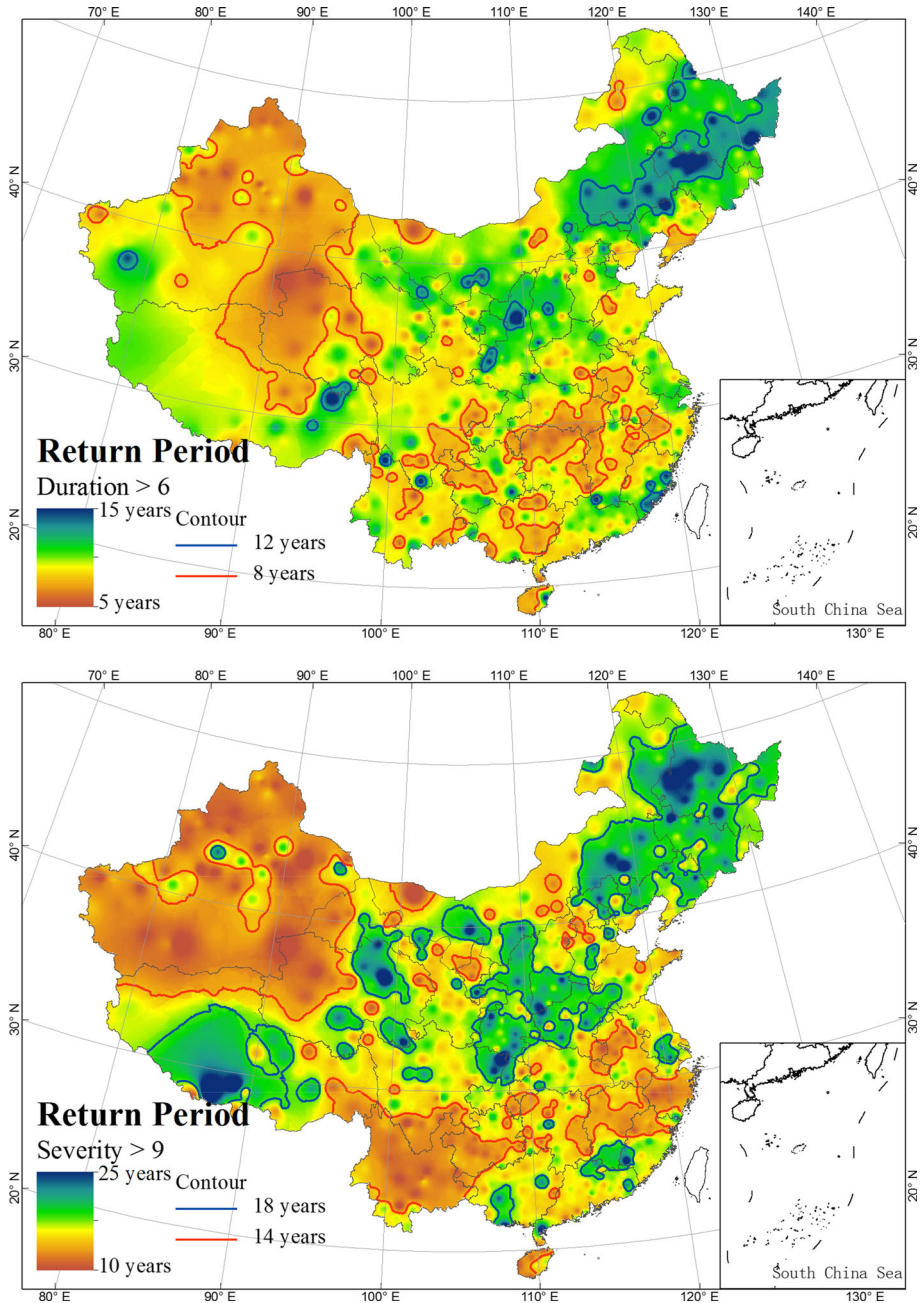 70° E 80° E 90° E 100° E 110° E 120° E 130° E 140° E
40° N 40° N
30° N 30° N
20° N 20° N
Return Period
Duration > 6
15 years
5 years
Contour
12 years
8 years
South China Sea
80° E 90° E 100° E 110° E 120° E 130° E
70° E 80° E 90° E 100° E 110° E 120° E 130° E 140° E
40° N 40° N
30° N 30° N
20° N 20° N
Return Period
Severity > 9
25 years
10 years
Contour
18 years
14 years
South China Sea
80° E 90° E 100° E 110° E 120° E 130° E